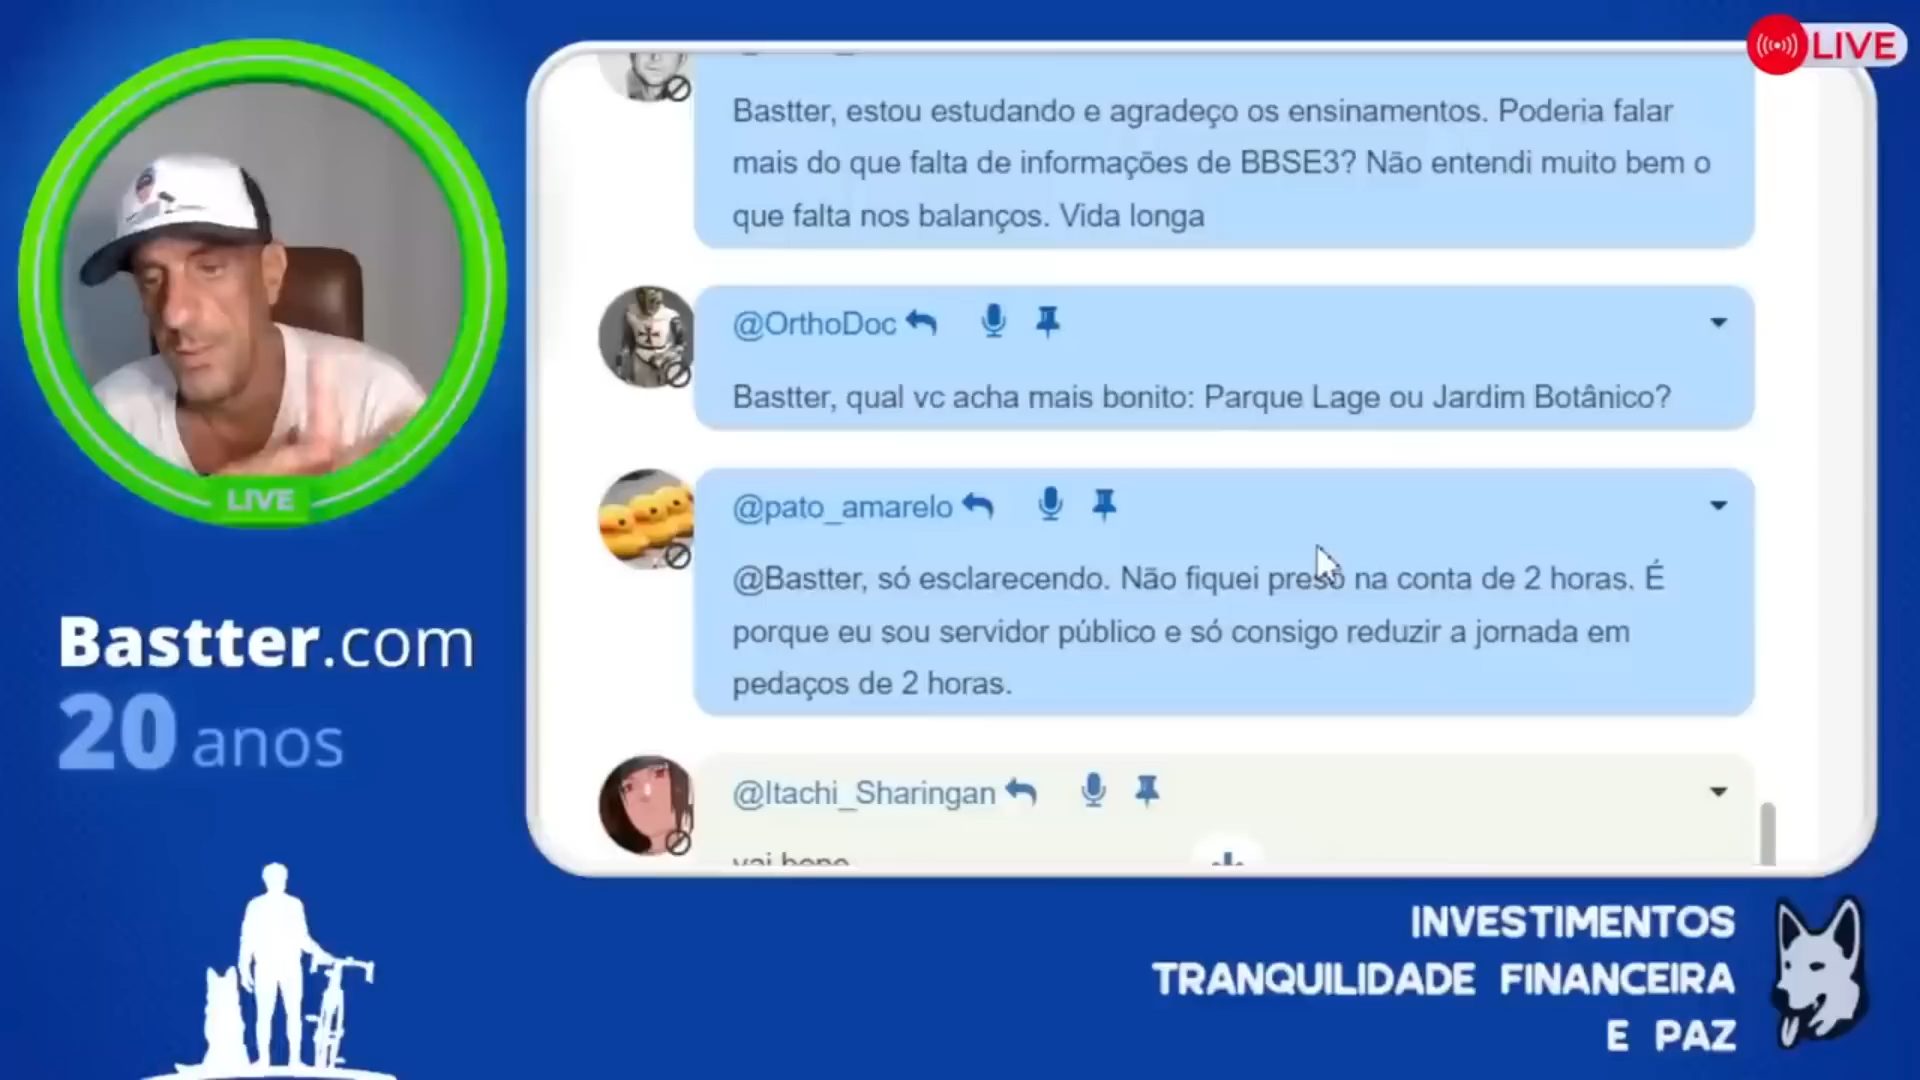 LIVE
Bastter, estou estudando e agradeço os ensinamentos. Poderia falar
mais do que falta de informações de BBSE3? Não entendi muito bem o
que falta nos balanços. Vida longa
@OrthoDoc
Bastter, qual vc acha mais bonito: Parque Lage ou Jardim Botânico?
@pato_amarelo
@Bastter, só esclarecendo. Não fiquei preso na conta de 2 horas. É
porque eu sou servidor público e só consigo reduzir a jornada em
pedaços de 2 horas.
@Itachi_Sharingan
LIVE
Bastter.com
20 anos
INVESTIMENTOS
TRANQUILIDADE FINANCEIRA
E PAZ